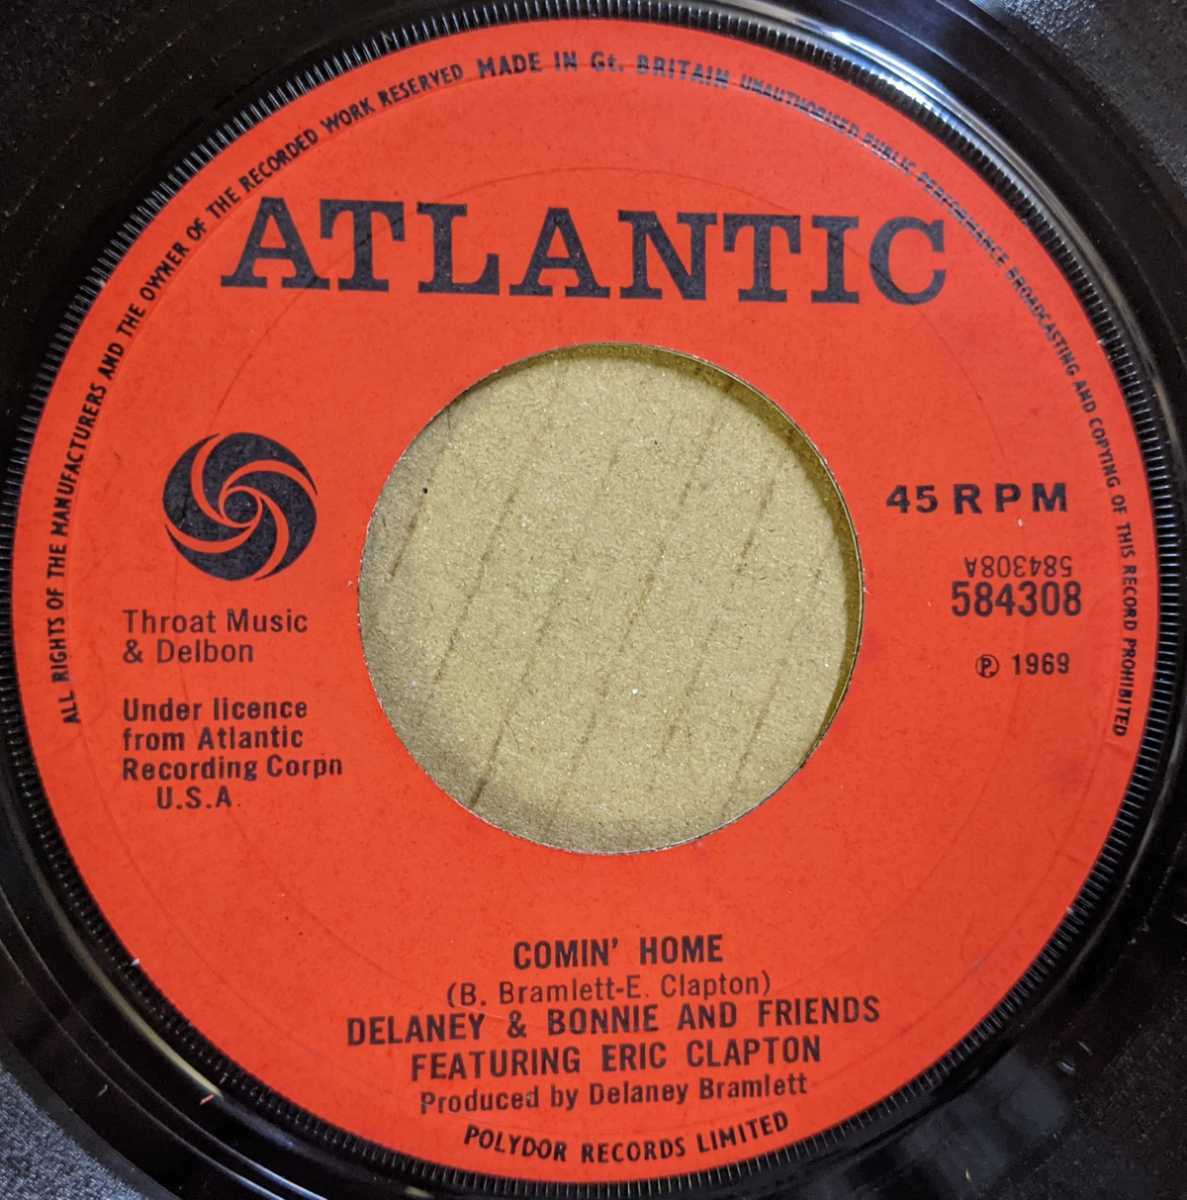 ALL RIGHTS OF THE MANUFACTURERS AND THE OWNER OF THE RECORDED WORK RESERVED MADE IN Gt. BRITAIN UNAUTHORISED PUBLIC PERFORMANCE BROADCASTING AND COPYING OF THIS RECORD PROHIBITED
ATLANTIC
45 RPM
584308A
584308
℗ 1969
Throat Music
& Delbon
Under licence
from Atlantic
Recording Corpn
U.S.A.
COMIN' HOME
(B. Bramlett-E. Clapton)
DELANEY & BONNIE AND FRIENDS
FEATURING ERIC CLAPTON
Produced by Delaney Bramlett
POLYDOR RECORDS LIMITED